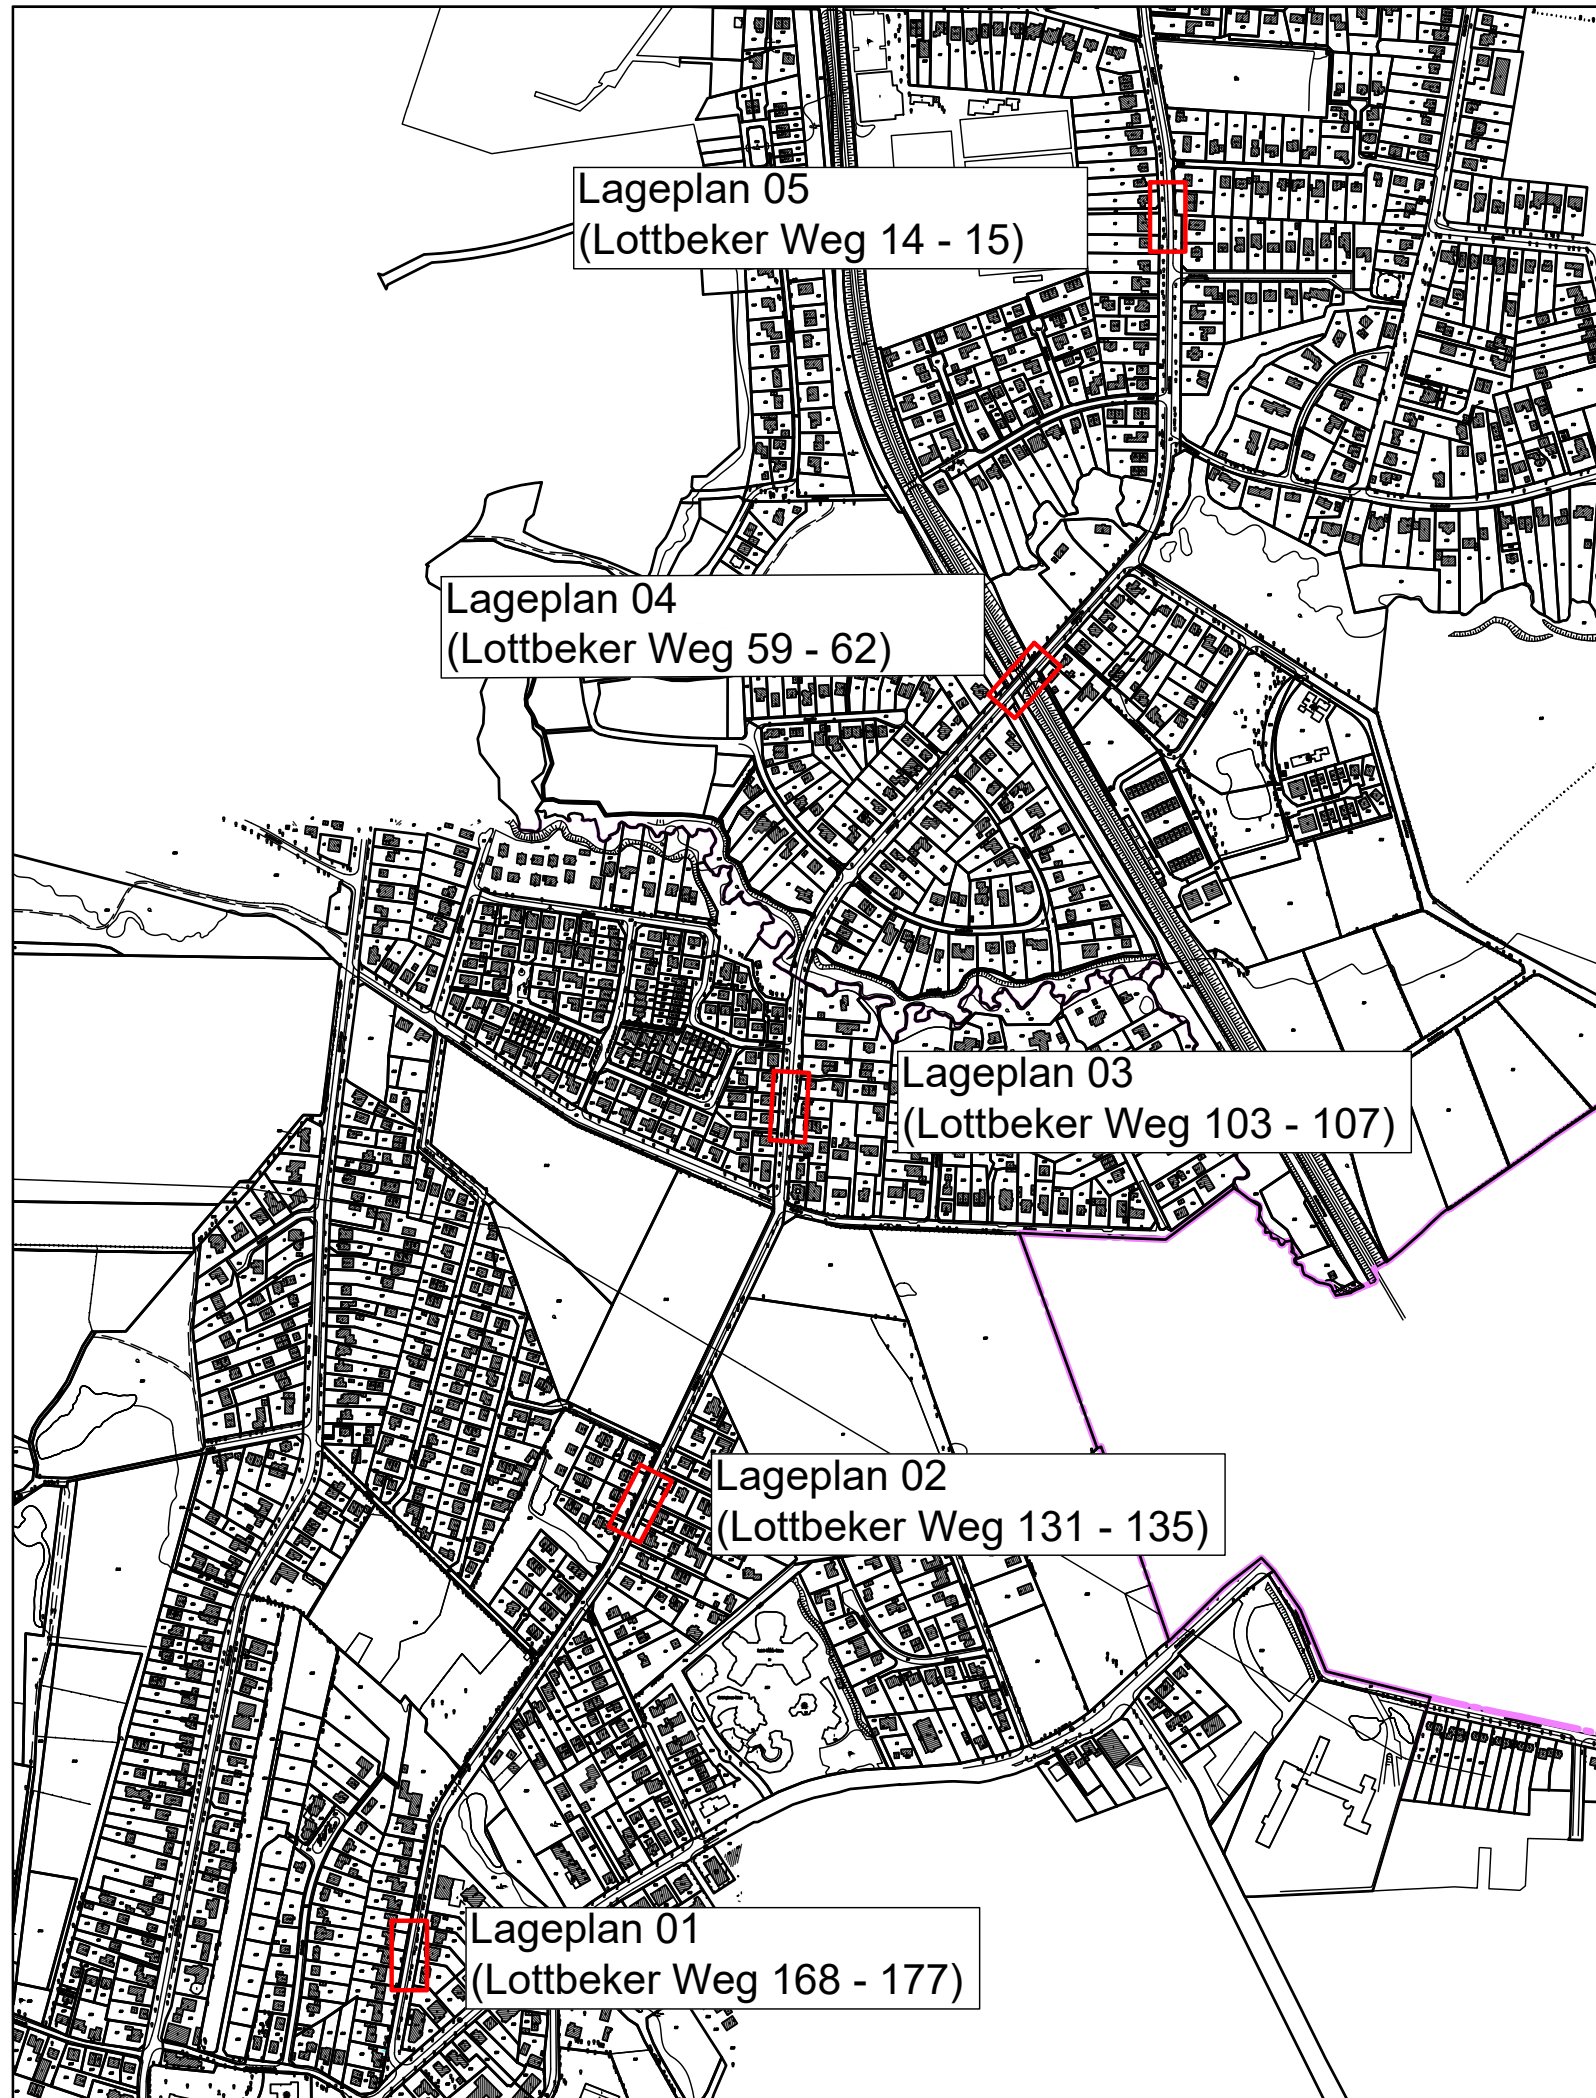 Lageplan 05
(Lottbeker Weg 14 - 15)
Lageplan 04
(Lottbeker Weg 59 - 62)
Lageplan 03
(Lottbeker Weg 103 - 107)
Lageplan 02
(Lottbeker Weg 131 - 135)
Lageplan 01
(Lottbeker Weg 168 - 177)